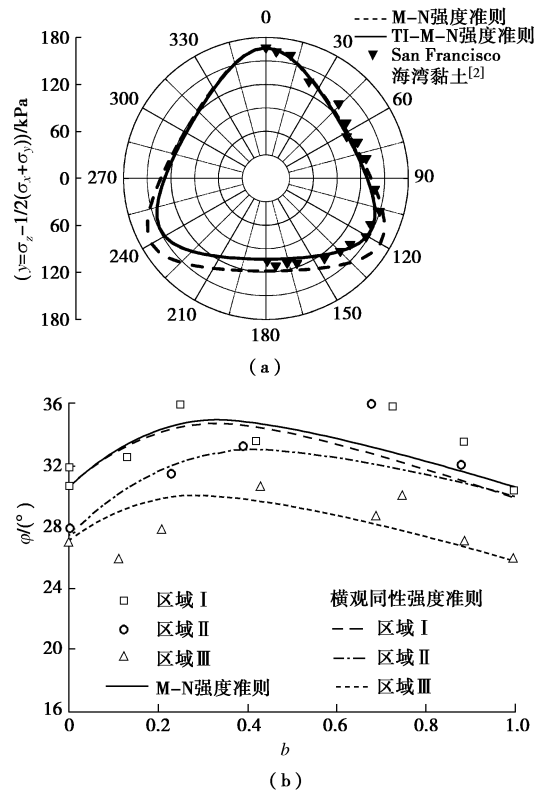 (a)
0
330
30
300
60
270
90
240
120
210
150
180
180
120
60
0
60
120
180
(y=σz−1/2(σx+σy))/kPa
M-N强度准则
TI-M-N强度准则
San Francisco
海湾黏土[2]
(a)
(b)
36
32
28
24
20
16
φ/(°)
区域Ⅰ
区域Ⅱ
区域Ⅲ
M-N强度准则
横观同性强度准则
区域Ⅰ
区域Ⅱ
区域Ⅲ
0
0.2
0.4
0.6
0.8
1.0
b
(b)